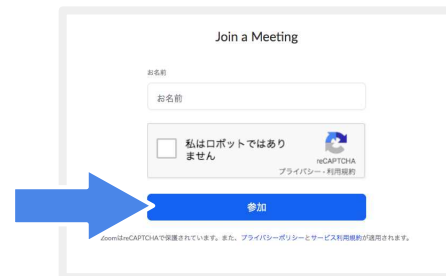 Join a Meeting
お名前
お名前
私はロボットではあり
ません
reCAPTCHA
プライバシー - 利用規約
参加
ZoomはreCAPTCHAで保護されています。また、プライバシーポリシーとサービス利用規約が適用されます。